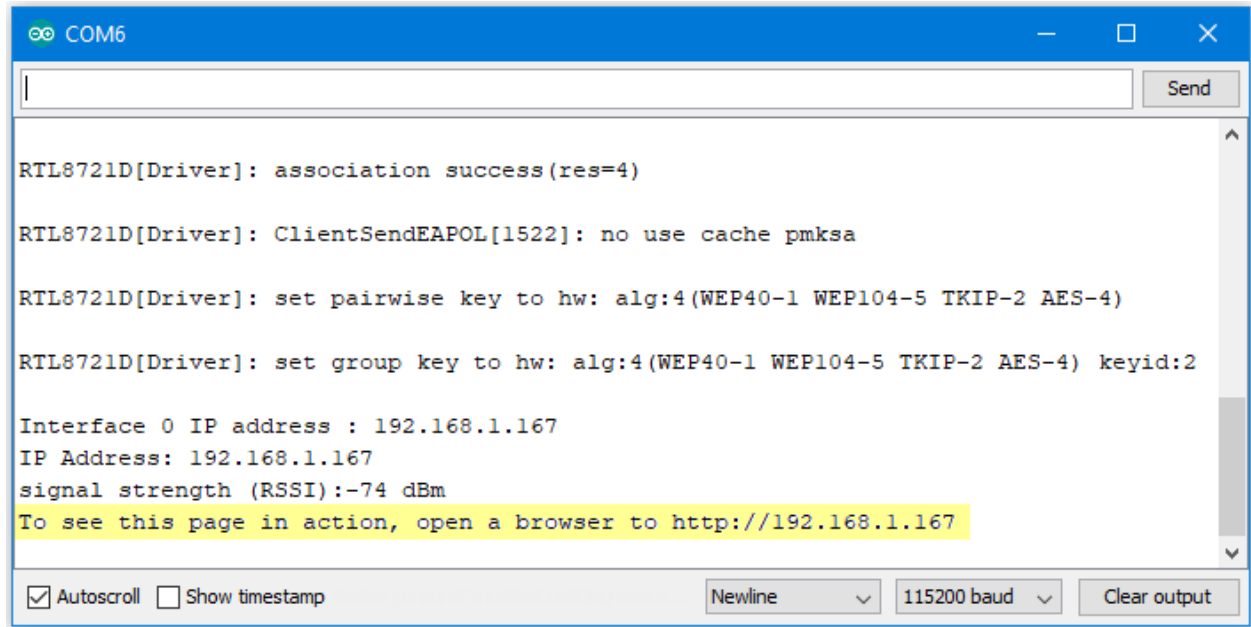 COM6
Send
RTL8721D[Driver]: association success(res=4)
RTL8721D[Driver]: ClientSendEAPOL[1522]: no use cache pmksa
RTL8721D[Driver]: set pairwise key to hw: alg:4(WEP40-1 WEP104-5 TKIP-2 AES-4)
RTL8721D[Driver]: set group key to hw: alg:4(WEP40-1 WEP104-5 TKIP-2 AES-4) keyid:2
Interface 0 IP address : 192.168.1.167
IP Address: 192.168.1.167
signal strength (RSSI):-74 dBm
To see this page in action, open a browser to http://192.168.1.167
Autoscroll Show timestamp Newline 115200 baud Clear output